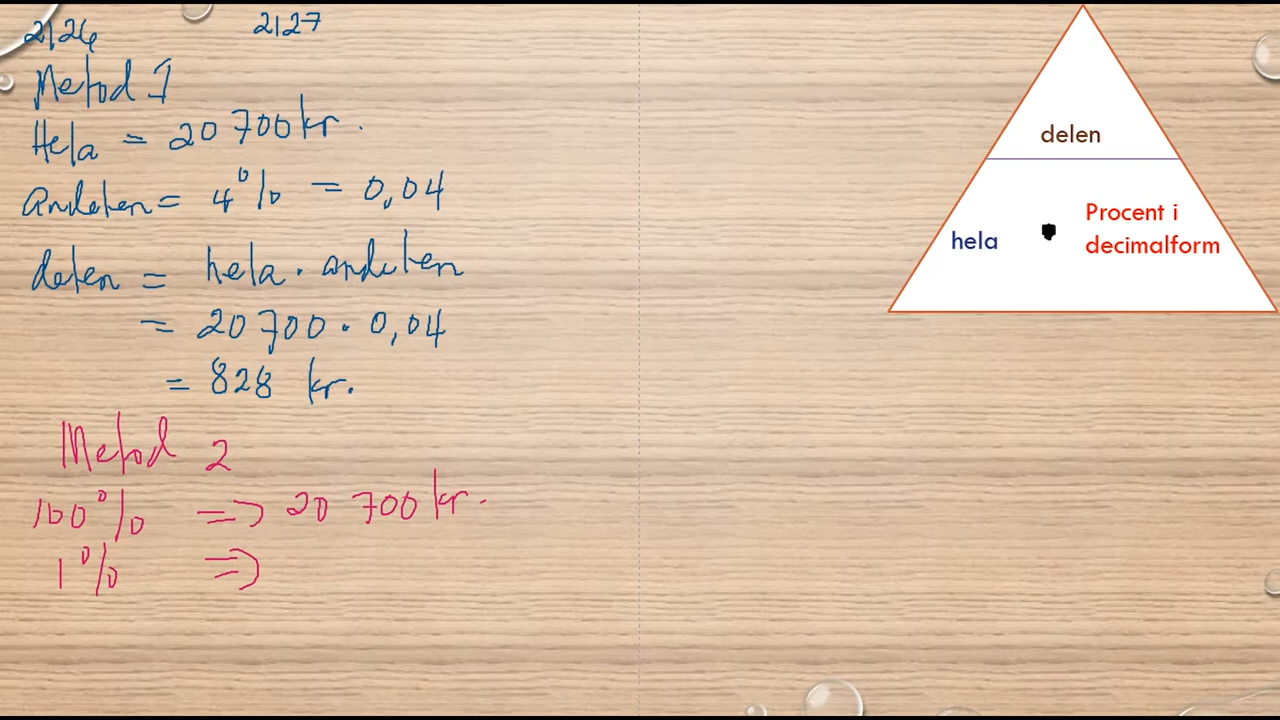 2126 2127
Metod 1
Hela = 20 700 kr.
Andelen = 4% = 0,04
delen = hela · andelen
= 20 700 · 0,04
= 828 kr.
Metod 2
100% => 20 700 kr.
1% =>
delen
hela
Procent i
decimalform